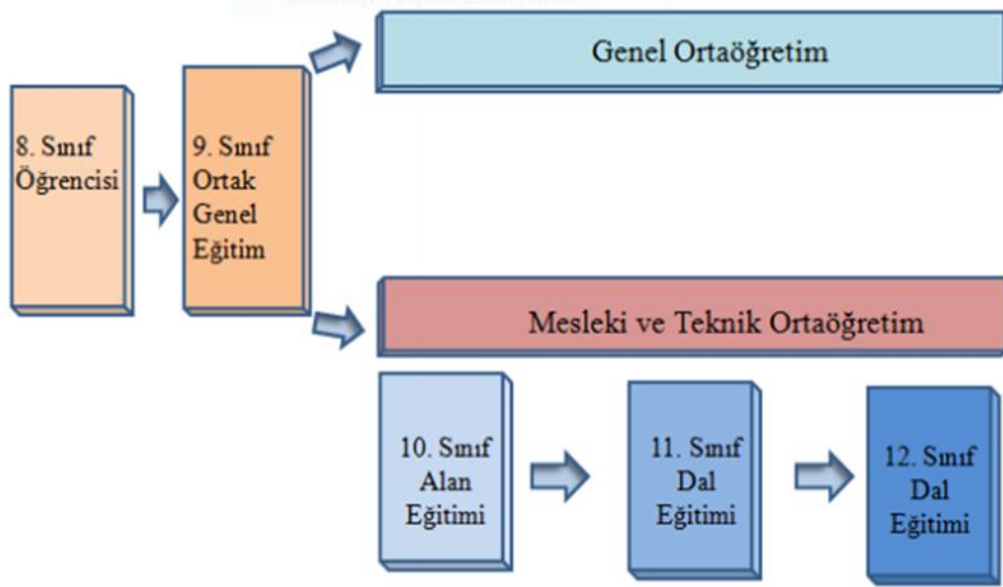 Genel Ortaöğretim
8. Sınıf
Öğrencisi
9. Sınıf
Ortak
Genel
Eğitim
Mesleki ve Teknik Ortaöğretim
10. Sınıf
Alan
Eğitimi
11. Sınıf
Dal
Eğitimi
12. Sınıf
Dal
Eğitimi